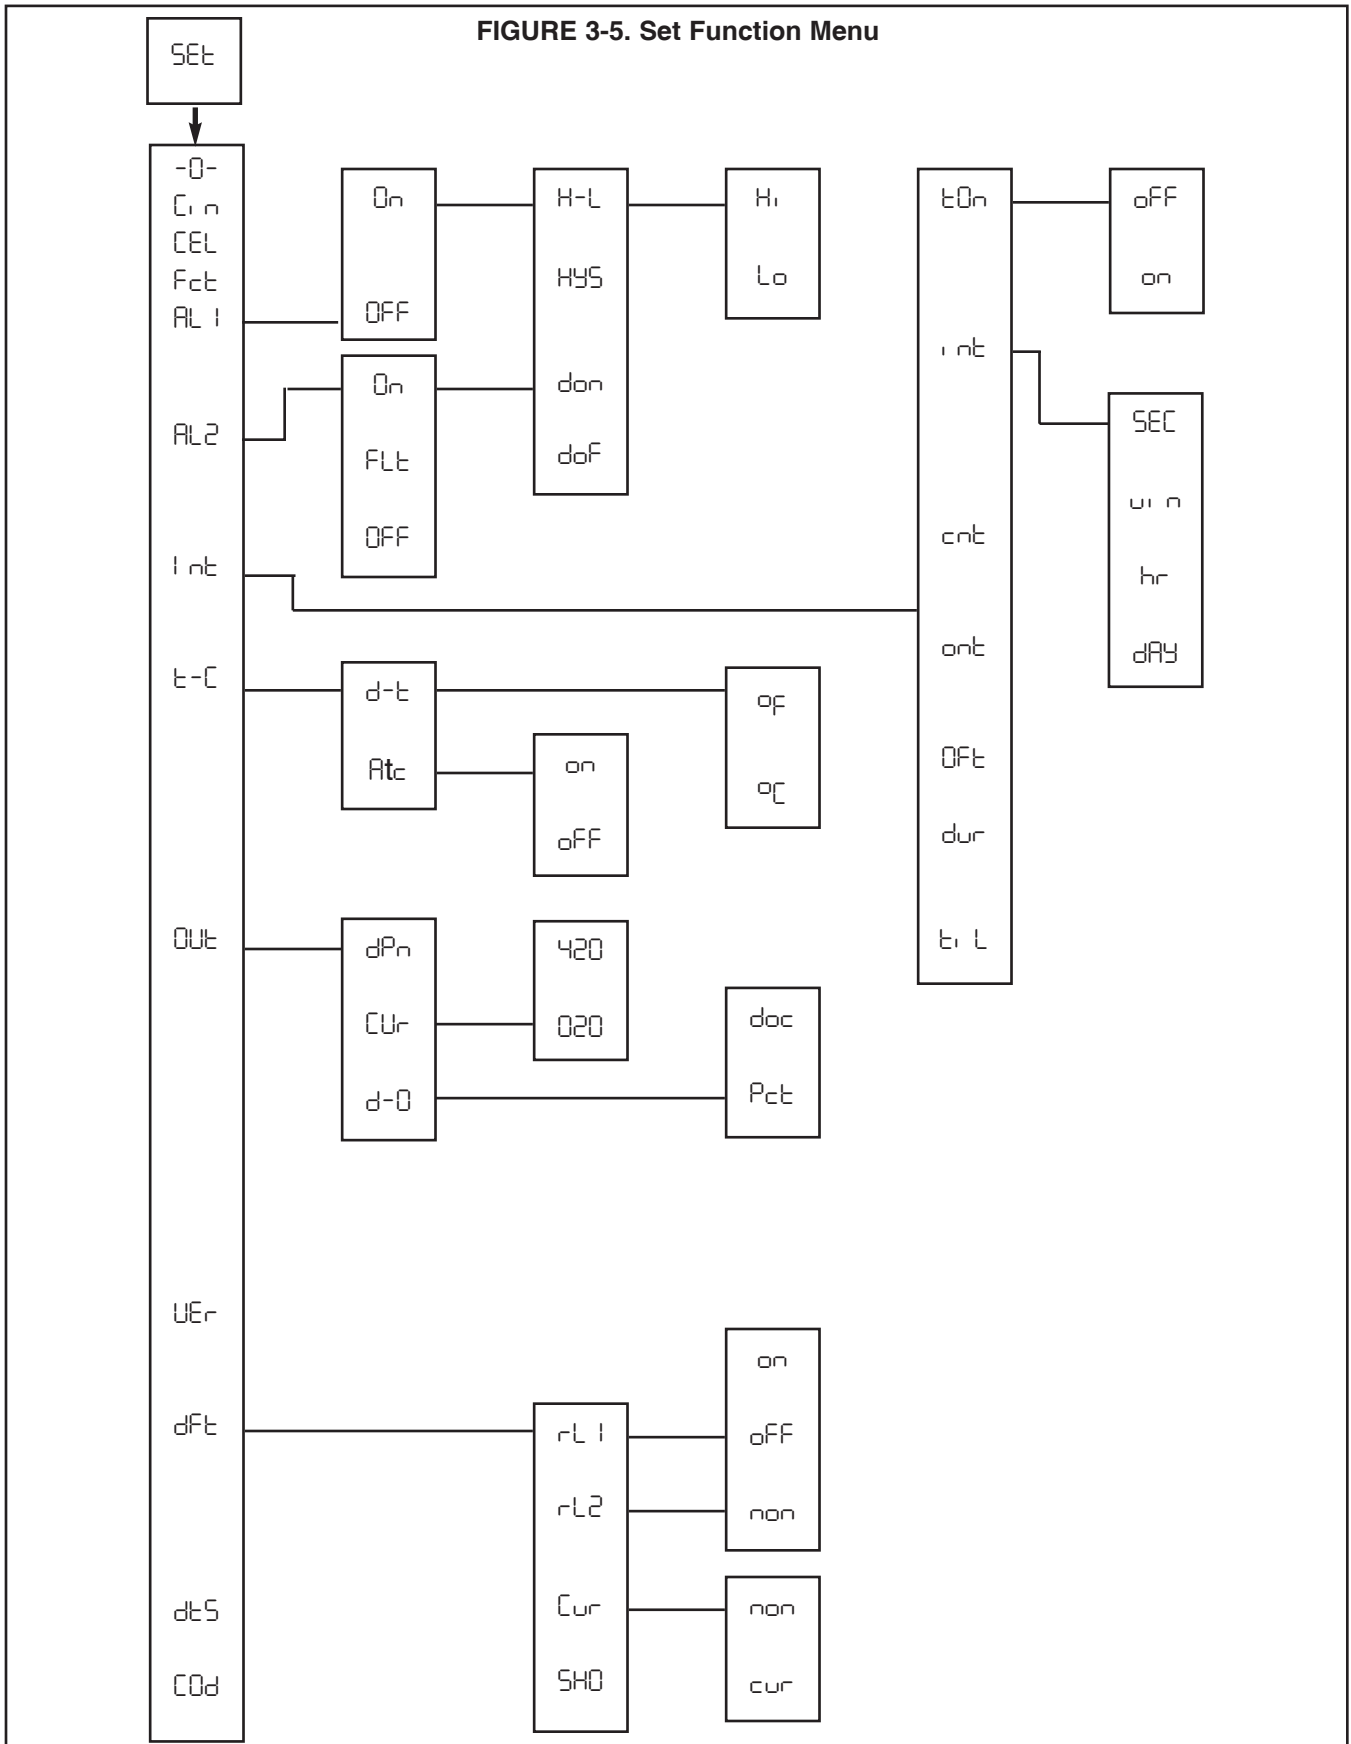 FIGURE 3-5. Set Function Menu
SEt
-0-
Cin
CEL
Fct
AL1
AL2
Int
t-C
OUt
VEr
dFt
dtS
COd
On
OFF
On
FLt
OFF
H-L
HYS
don
doF
Hi
Lo
tOn
int
cnt
ont
OFt
dur
tiL
oFF
on
SEC
uin
hr
dAY
d-t
Atc
on
oFF
oF
oC
dPn
CUr
d-O
420
020
doc
Pct
rL1
rL2
Cur
SHO
on
oFF
non
non
cur